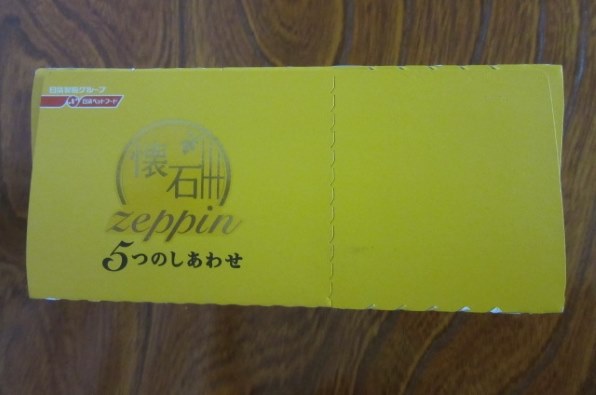 日清製粉グループ
日清ペットフード
懐石
zeppin
5つのしあわせ